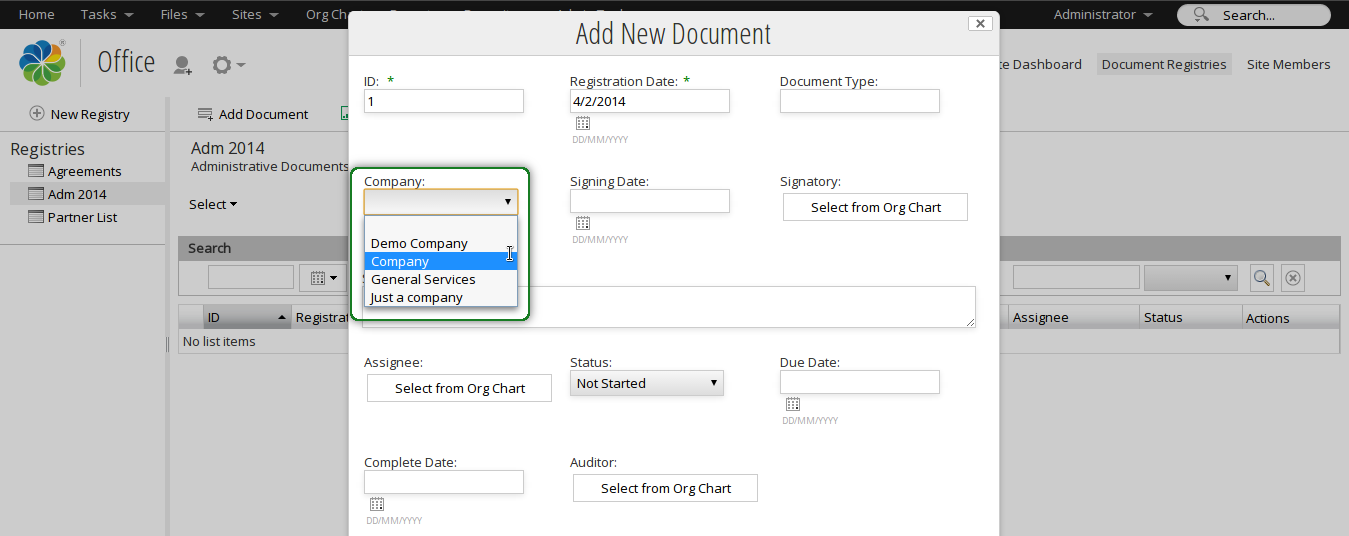 Home Tasks Files Sites Org Administrator Search...
Add New Document
Office
Dashboard Document Registries Site Members
ID: * Registration Date: * Document Type:
1 4/2/2014
New Registry Add Document
DD/MM/YYYY
Registries Adm 2014
Agreements Administrative Documents
Company: Signing Date: Signatory:
Adm 2014
Select Select from Org Chart
Partner List
DD/MM/YYYY
Search
Demo Company
Company
General Services
Just a company
ID Assignee Status Actions
No list items
Assignee: Status: Due Date:
Select from Org Chart Not Started
DD/MM/YYYY
Complete Date: Auditor:
Select from Org Chart
DD/MM/YYYY